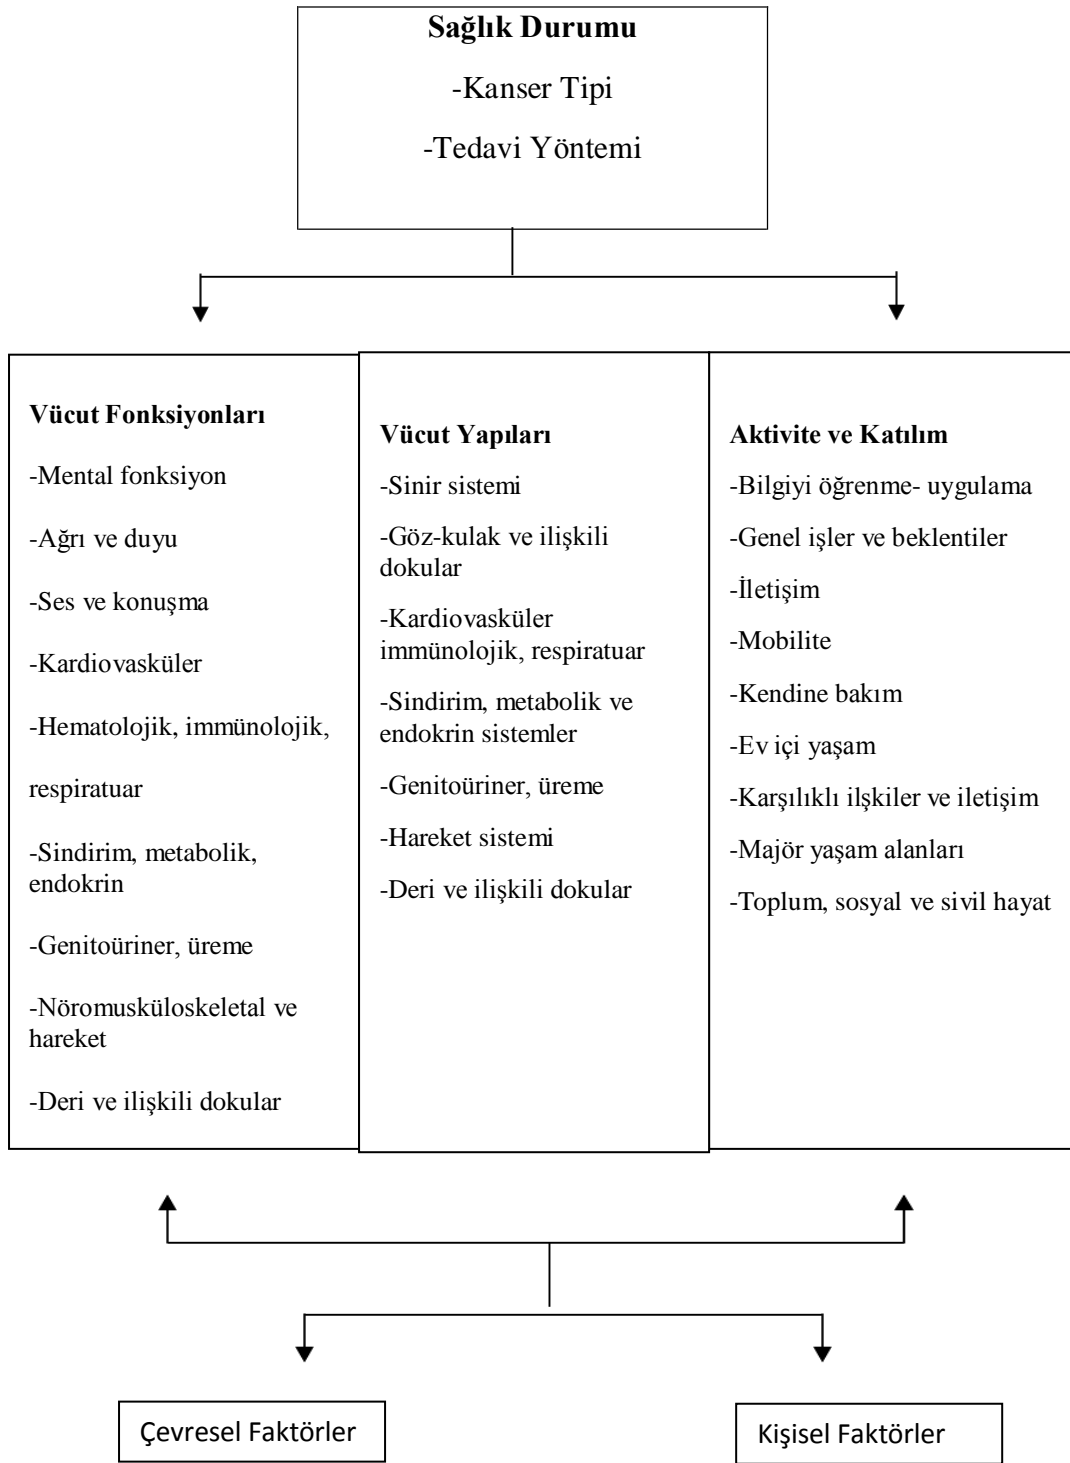 Sağlık Durumu
-Kanser Tipi
-Tedavi Yöntemi
Vücut Fonksiyonları
-Mental fonksiyon
-Ağrı ve duyu
-Ses ve konuşma
-Kardiovasküler
-Hematolojik, immünolojik,
respiratuar
-Sindirim, metabolik,
endokrin
-Genitoüriner, üreme
-Nöromusküloskeletal ve
hareket
-Deri ve ilişkili dokular
Vücut Yapıları
-Sinir sistemi
-Göz-kulak ve ilişkili
dokular
-Kardiovasküler
immünolojik, respiratuar
-Sindirim, metabolik ve
endokrin sistemler
-Genitoüriner, üreme
-Hareket sistemi
-Deri ve ilişkili dokular
Aktivite ve Katılım
-Bilgiyi öğrenme- uygulama
-Genel işler ve beklentiler
-İletişim
-Mobilite
-Kendine bakım
-Ev içi yaşam
-Karşılıklı ilşkiler ve iletişim
-Majör yaşam alanları
-Toplum, sosyal ve sivil hayat
Çevresel Faktörler
Kişisel Faktörler